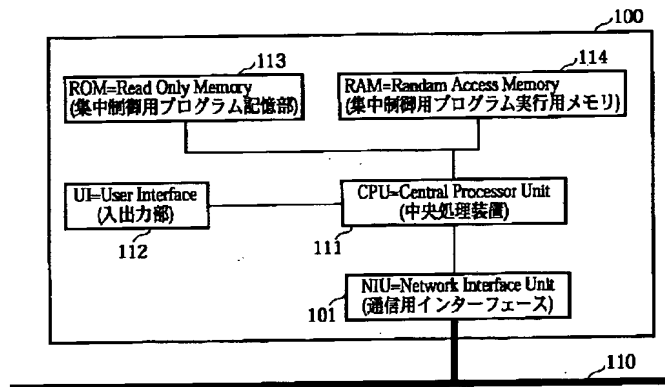 100
113
114
ROM=Read Only Memory
(集中制御用プログラム記憶部)
RAM=Randam Access Memory
(集中制御用プログラム実行用メモリ)
UI=User Interface
(入出力部)
112
CPU=Central Processor Unit
(中央処理装置)
111
NIU=Network Interface Unit
(通信用インターフェース)
101
110